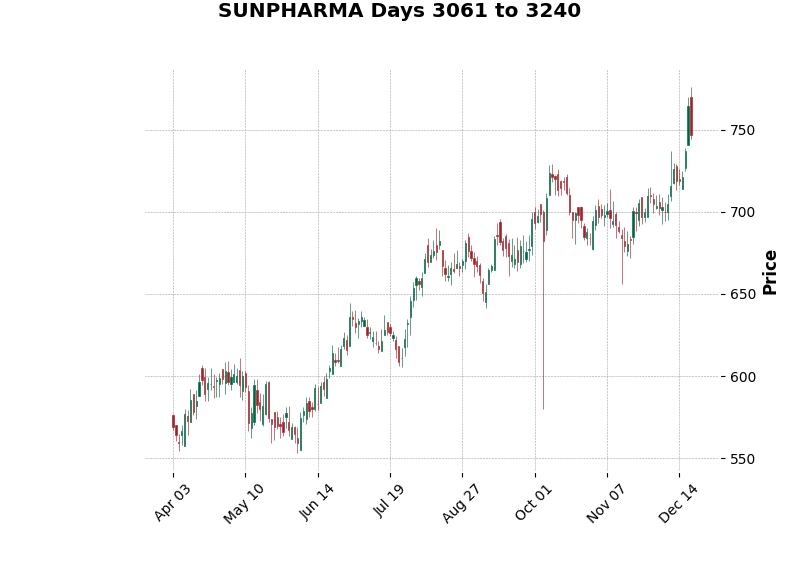 SUNPHARMA Days 3061 to 3240
750
700
650
600
550
Price
Apr 03
May 10
Jun 14
Jul 19
Aug 27
Oct 01
Nov 07
Dec 14